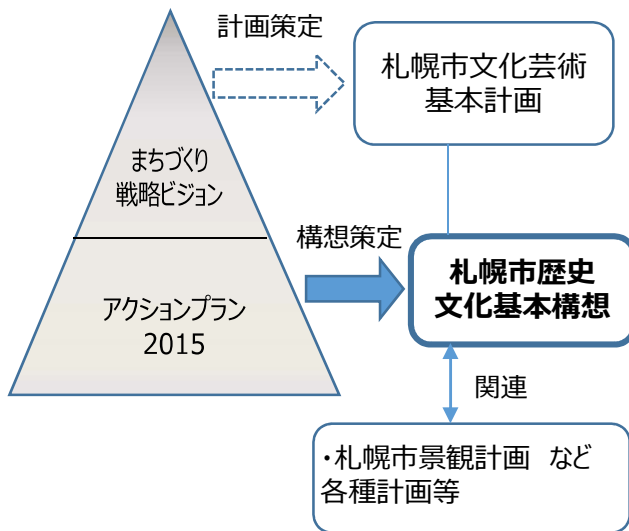 計画策定
札幌市文化芸術
基本計画
まちづくり
戦略ビジョン
構想策定
札幌市歴史
文化基本構想
アクションプラン
2015
関連
・札幌市景観計画　など
各種計画等